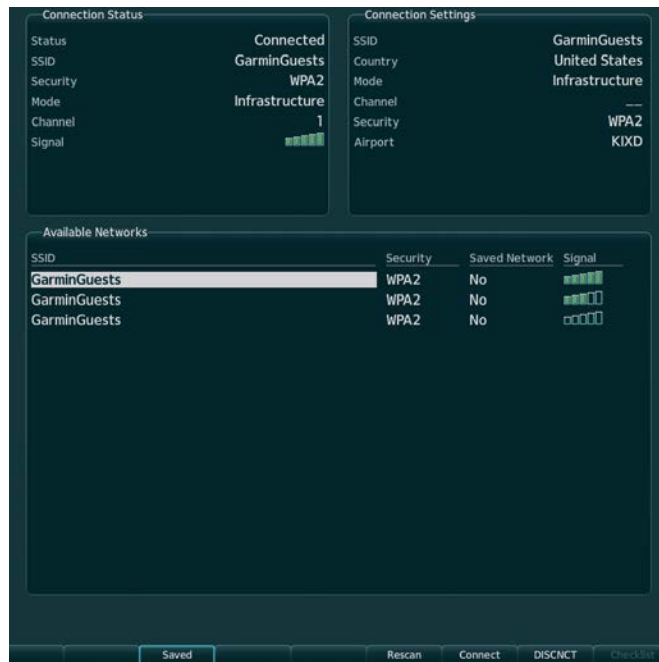 Connection Status
Status Connected
SSID GarminGuests
Security WPA2
Mode Infrastructure
Channel 1
Signal
Connection Settings
SSID GarminGuests
Country United States
Mode Infrastructure
Channel __
Security WPA2
Airport KIXD
Available Networks
SSID Security Saved Network Signal
GarminGuests WPA2 No
GarminGuests WPA2 No
GarminGuests WPA2 No
Saved Rescan Connect DISCNCT Checklist